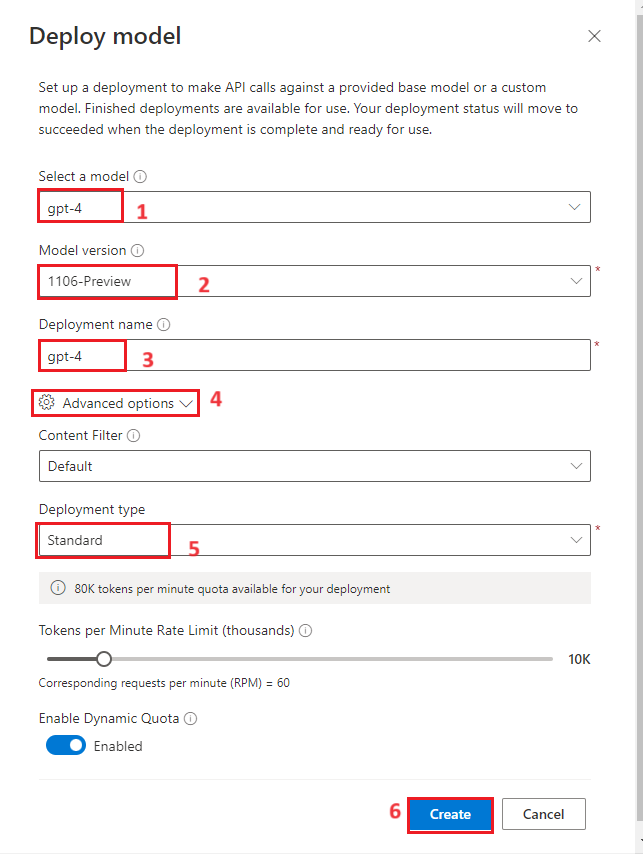 Deploy model
Set up a deployment to make API calls against a provided base model or a custom
model. Finished deployments are available for use. Your deployment status will move to
succeeded when the deployment is complete and ready for use.
Select a model
gpt-4
1
Model version
1106-Preview
*
2
Deployment name
gpt-4
*
3
Advanced options
4
Content Filter
Default
Deployment type
Standard
*
5
80K tokens per minute quota available for your deployment
Tokens per Minute Rate Limit (thousands)
10K
Corresponding requests per minute (RPM) = 60
Enable Dynamic Quota
Enabled
6
Create
Cancel